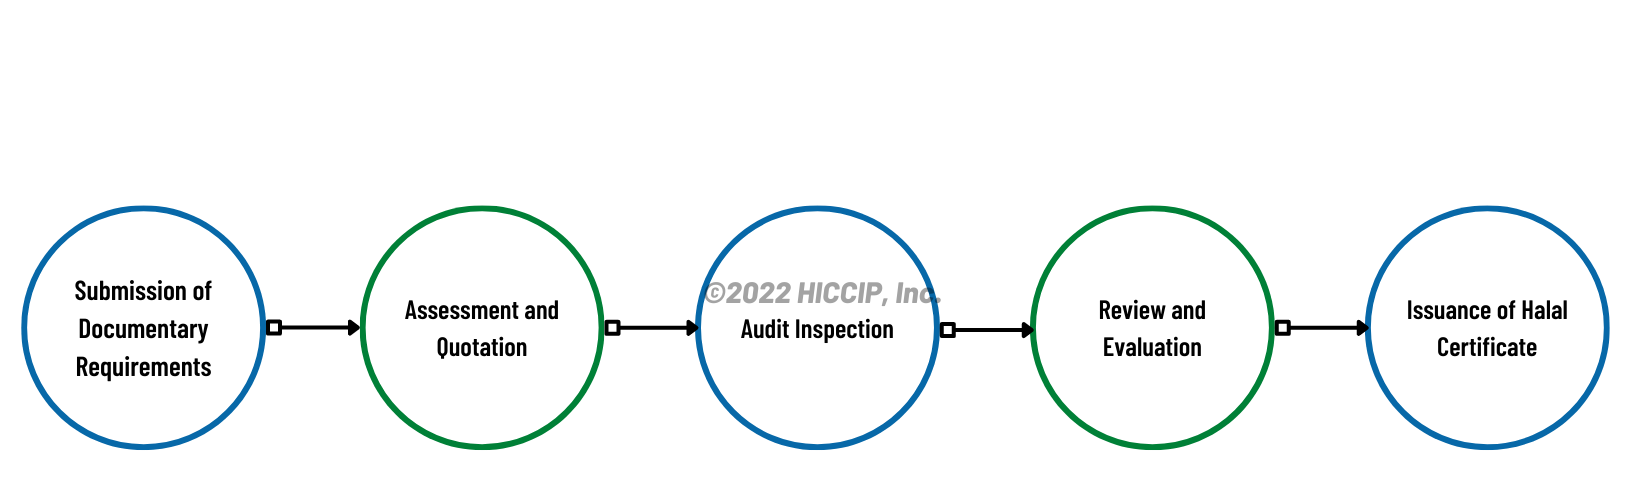 Submission of
Documentary
Requirements
Assessment and
Quotation
©2022 HICCIP, Inc.
Audit Inspection
Review and
Evaluation
Issuance of Halal
Certificate